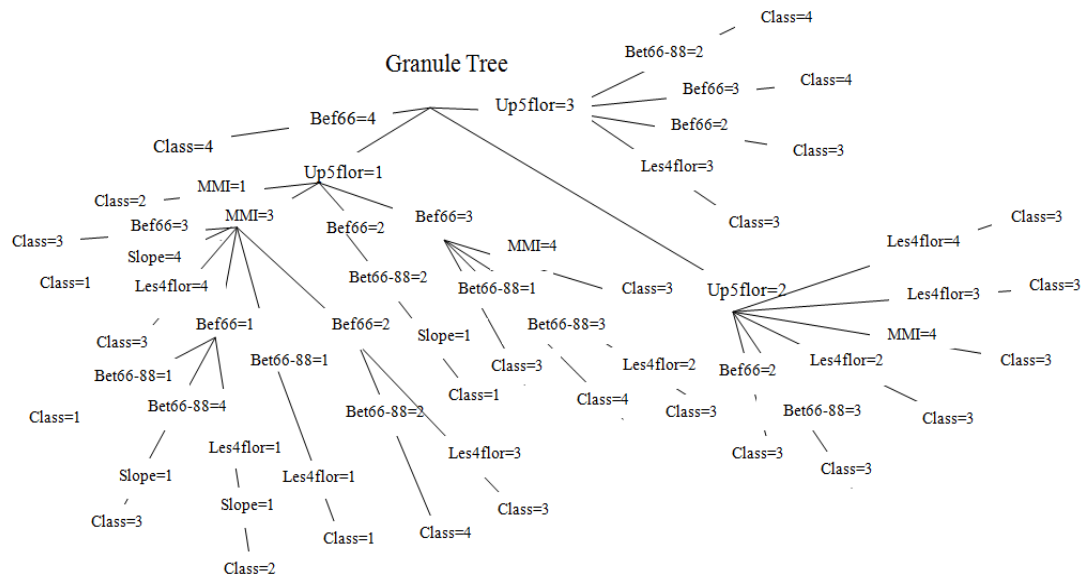 Class=4
Bet66-88=2
Granule Tree
Bef66=3
Class=4
Up5flor=3
Bef66=4
Bef66=2
Class=4
Class=3
Les4flor=3
Up5flor=1
MMI=1
Class=2
MMI=3
Bef66=3
Class=3
Bef66=3
Class=3
Bef66=2
Les4flor=4
Class=3
MMI=4
Slope=4
Class=1
Bet66-88=2
Les4flor=4
Bet66-88=1
Class=3
Up5flor=2
Les4flor=3
Class=3
Bef66=1
Bef66=2
Bet66-88=3
Slope=1
MMI=4
Class=3
Bet66-88=1
Class=3
Les4flor=2
Bef66=2
Les4flor=2
Class=3
Bet66-88=1
Class=1
Class=1
Bet66-88=4
Bet66-88=2
Class=4
Class=3
Bet66-88=3
Class=3
Les4flor=1
Les4flor=3
Class=3
Slope=1
Les4flor=1
Class=3
Slope=1
Class=3
Class=3
Class=1
Class=4
Class=2